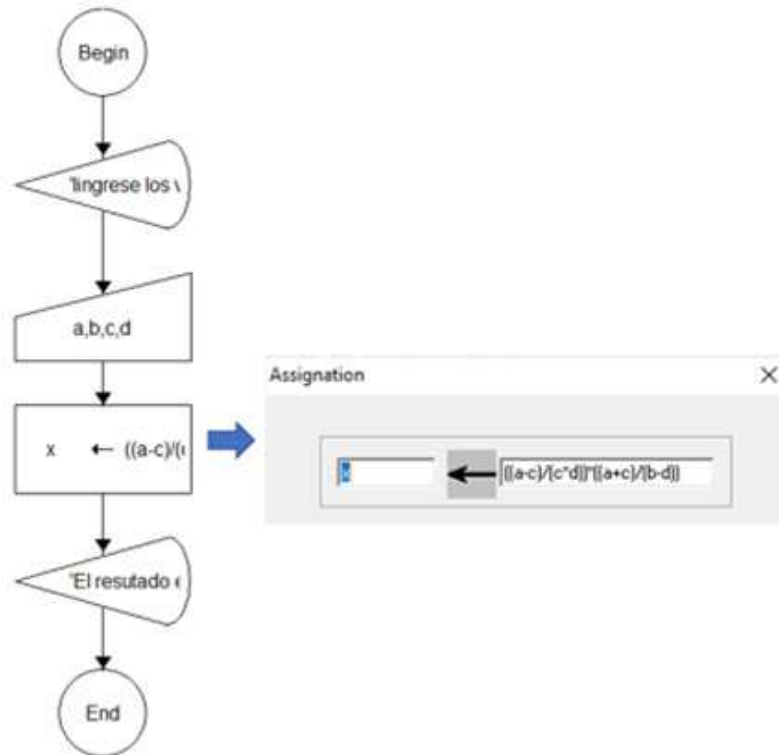 Begin
'Iingrese los v
a,b,c,d
x ← ((a-c)/(
Assignation
x
((a-c)/(c*d))*((a+c)/(b-d))
'El resutado e
End